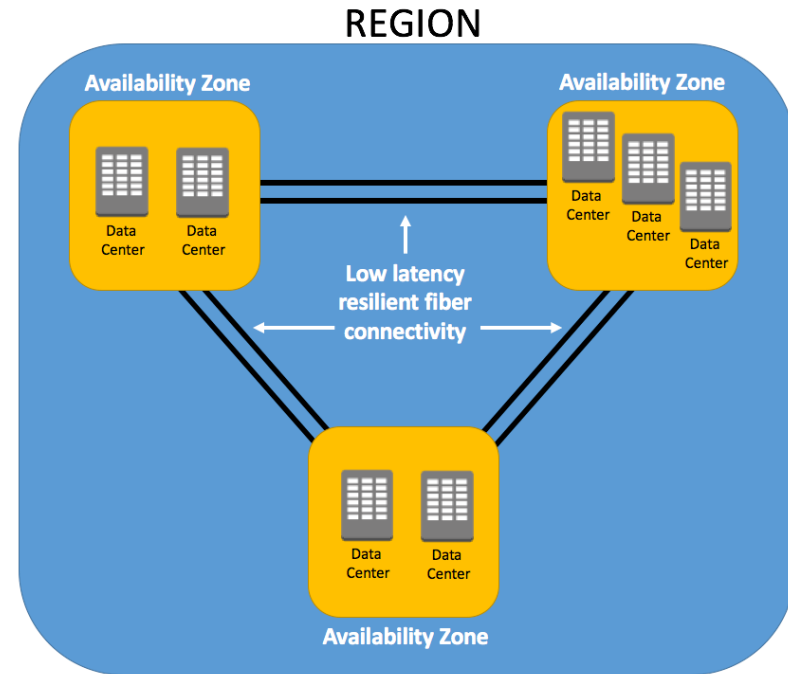 REGION
Availability Zone
Data
Center
Data
Center
Availability Zone
Data
Center
Data
Center
Data
Center
Low latency
resilient fiber
connectivity
Data
Center
Data
Center
Availability Zone